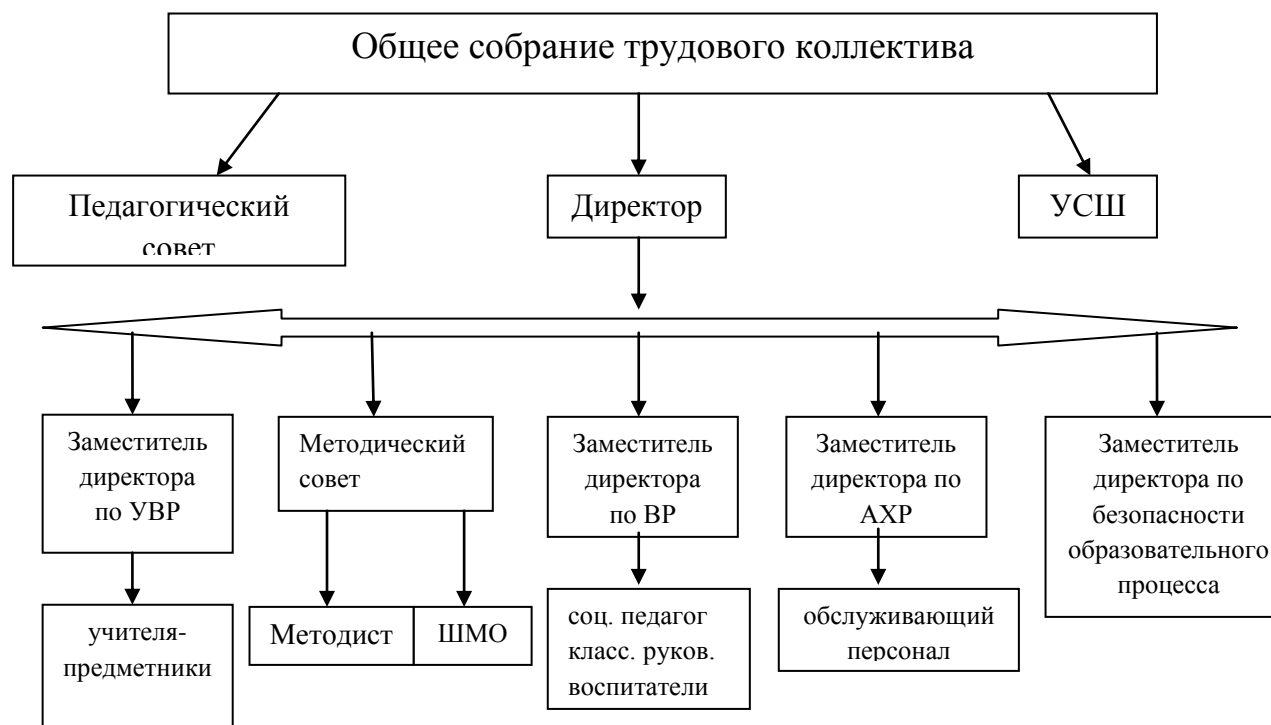 Общее собрание трудового коллектива
Педагогический
совет
Директор
УСШ
Заместитель
директора
по УВР
Методический
совет
Заместитель
директора
по ВР
Заместитель
директора по
АХР
Заместитель
директора по
безопасности
образовательного
процесса
учителя-
предметники
Методист
ШМО
соц. педагог
класс. руков.
воспитатели
обслуживающий
персонал